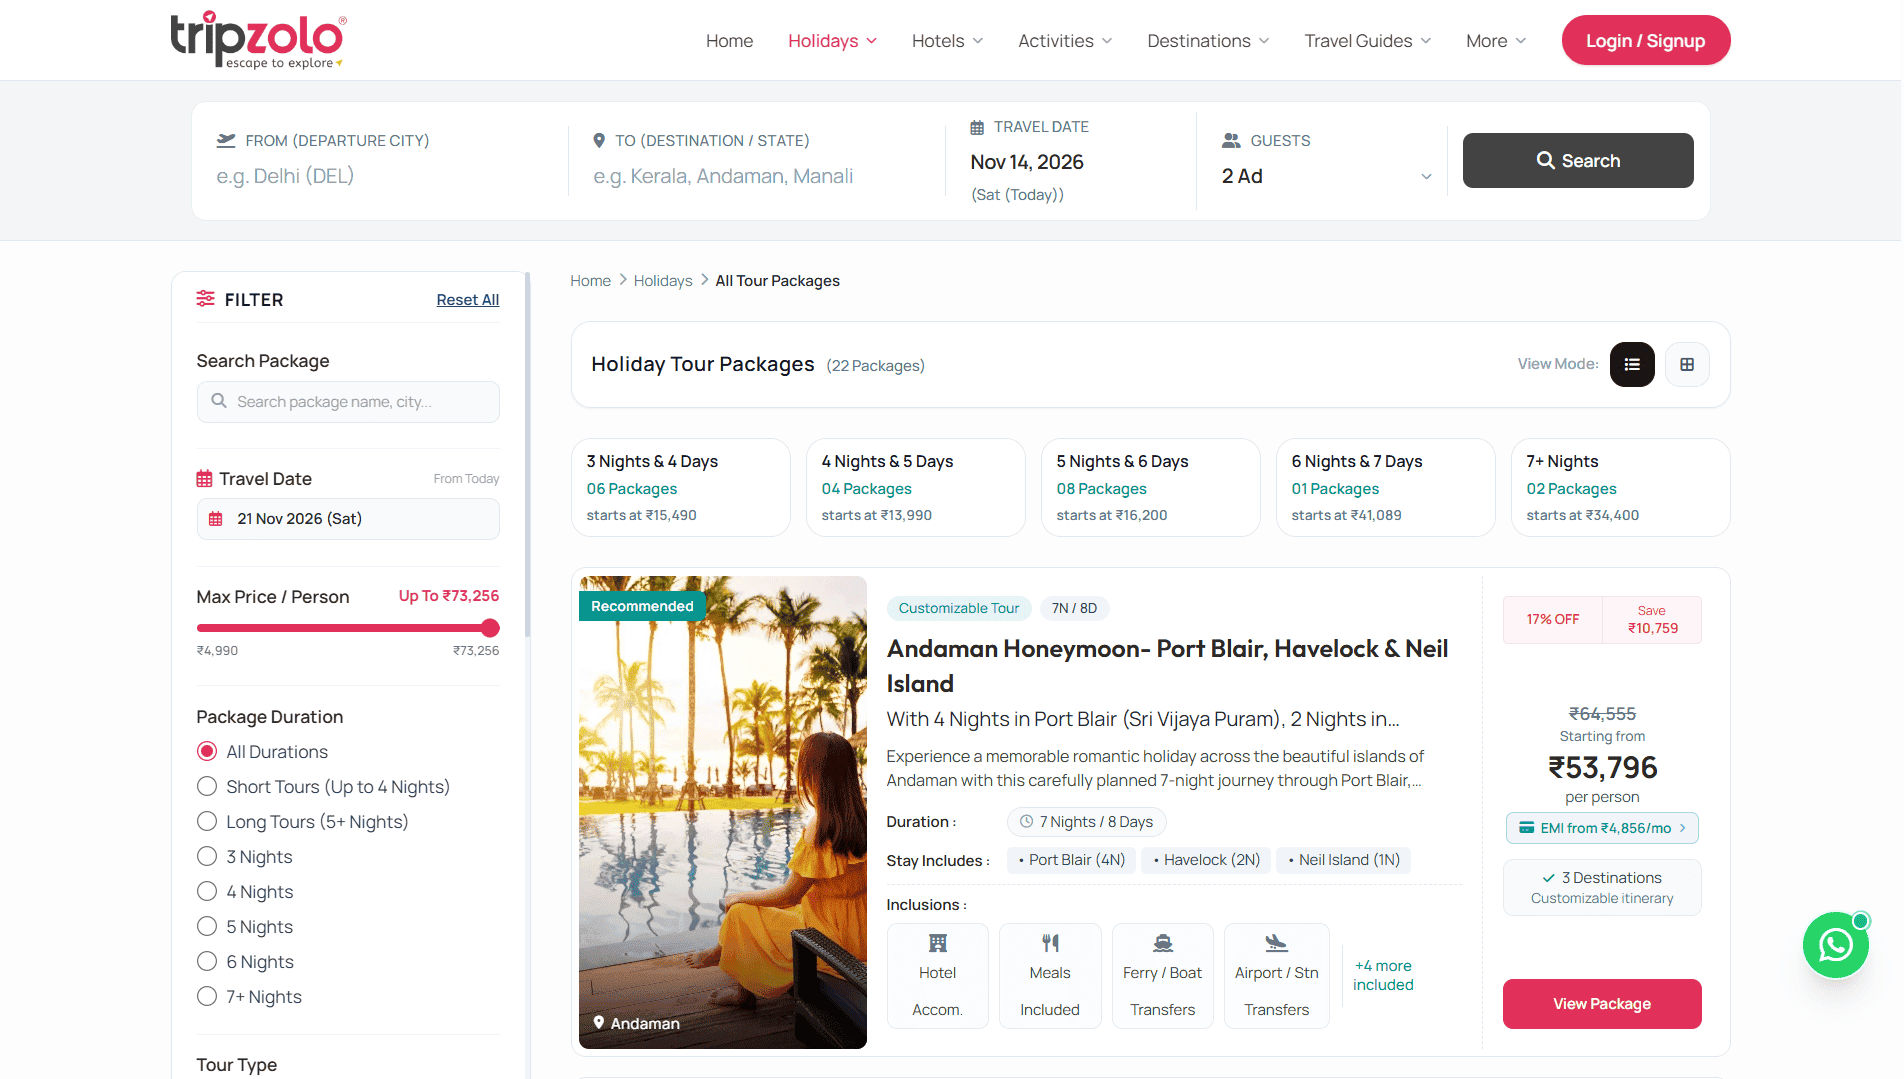 tripzolo®
escape to explore
Home
Holidays
Hotels
Activities
Destinations
Travel Guides
More
Login / Signup
FROM (DEPARTURE CITY)
e.g. Delhi (DEL)
TO (DESTINATION / STATE)
e.g. Kerala, Andaman, Manali
TRAVEL DATE
Nov 14, 2026
(Sat (Today))
GUESTS
2 Ad
Search
FILTER
Reset All
Search Package
Search package name, city...
Travel Date
From Today
21 Nov 2026 (Sat)
Max Price / Person
Up To ₹73,256
₹4,990
₹73,256
Package Duration
All Durations
Short Tours (Up to 4 Nights)
Long Tours (5+ Nights)
3 Nights
4 Nights
5 Nights
6 Nights
7+ Nights
Tour Type
Home > Holidays > All Tour Packages
Holiday Tour Packages (22 Packages)
View Mode:
3 Nights & 4 Days
06 Packages
starts at ₹15,490
4 Nights & 5 Days
04 Packages
starts at ₹13,990
5 Nights & 6 Days
08 Packages
starts at ₹16,200
6 Nights & 7 Days
01 Packages
starts at ₹41,089
7+ Nights
02 Packages
starts at ₹34,400
Recommended
Andaman
Customizable Tour
7N / 8D
Andaman Honeymoon- Port Blair, Havelock & Neil
Island
With 4 Nights in Port Blair (Sri Vijaya Puram), 2 Nights in...
Experience a memorable romantic holiday across the beautiful islands of
Andaman with this carefully planned 7-night journey through Port Blair,...
Duration :
7 Nights / 8 Days
Stay Includes :
• Port Blair (4N)
• Havelock (2N)
• Neil Island (1N)
Inclusions :
Hotel
Accom.
Meals
Included
Ferry / Boat
Transfers
Airport / Stn
Transfers
+4 more
included
17% OFF
Save
₹10,759
₹64,555
Starting from
₹53,796
per person
EMI from ₹4,856/mo >
3 Destinations
Customizable itinerary
View Package